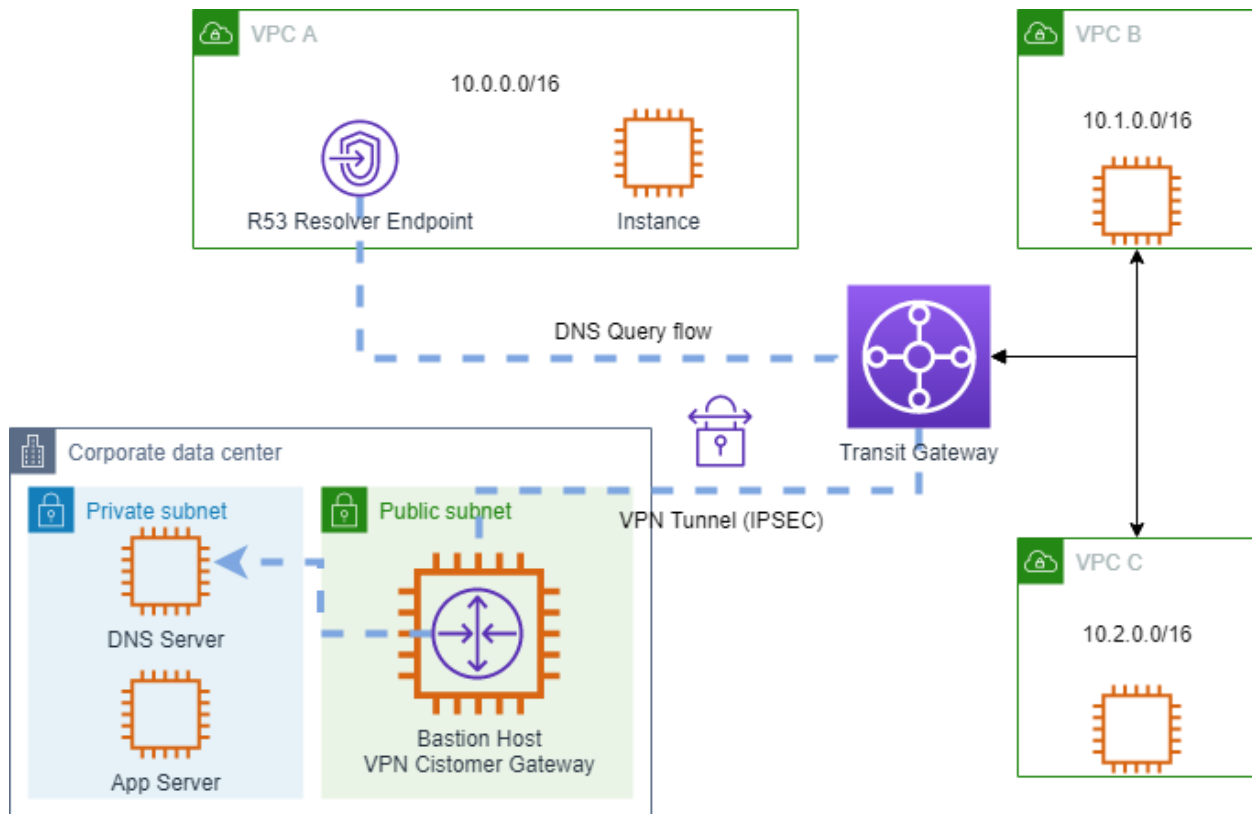 VPC A
10.0.0.0/16
R53 Resolver Endpoint
Instance
VPC B
10.1.0.0/16
DNS Query flow
Transit Gateway
VPN Tunnel (IPSEC)
Corporate data center
Private subnet
DNS Server
App Server
Public subnet
Bastion Host
VPN Cistomer Gateway
VPC C
10.2.0.0/16